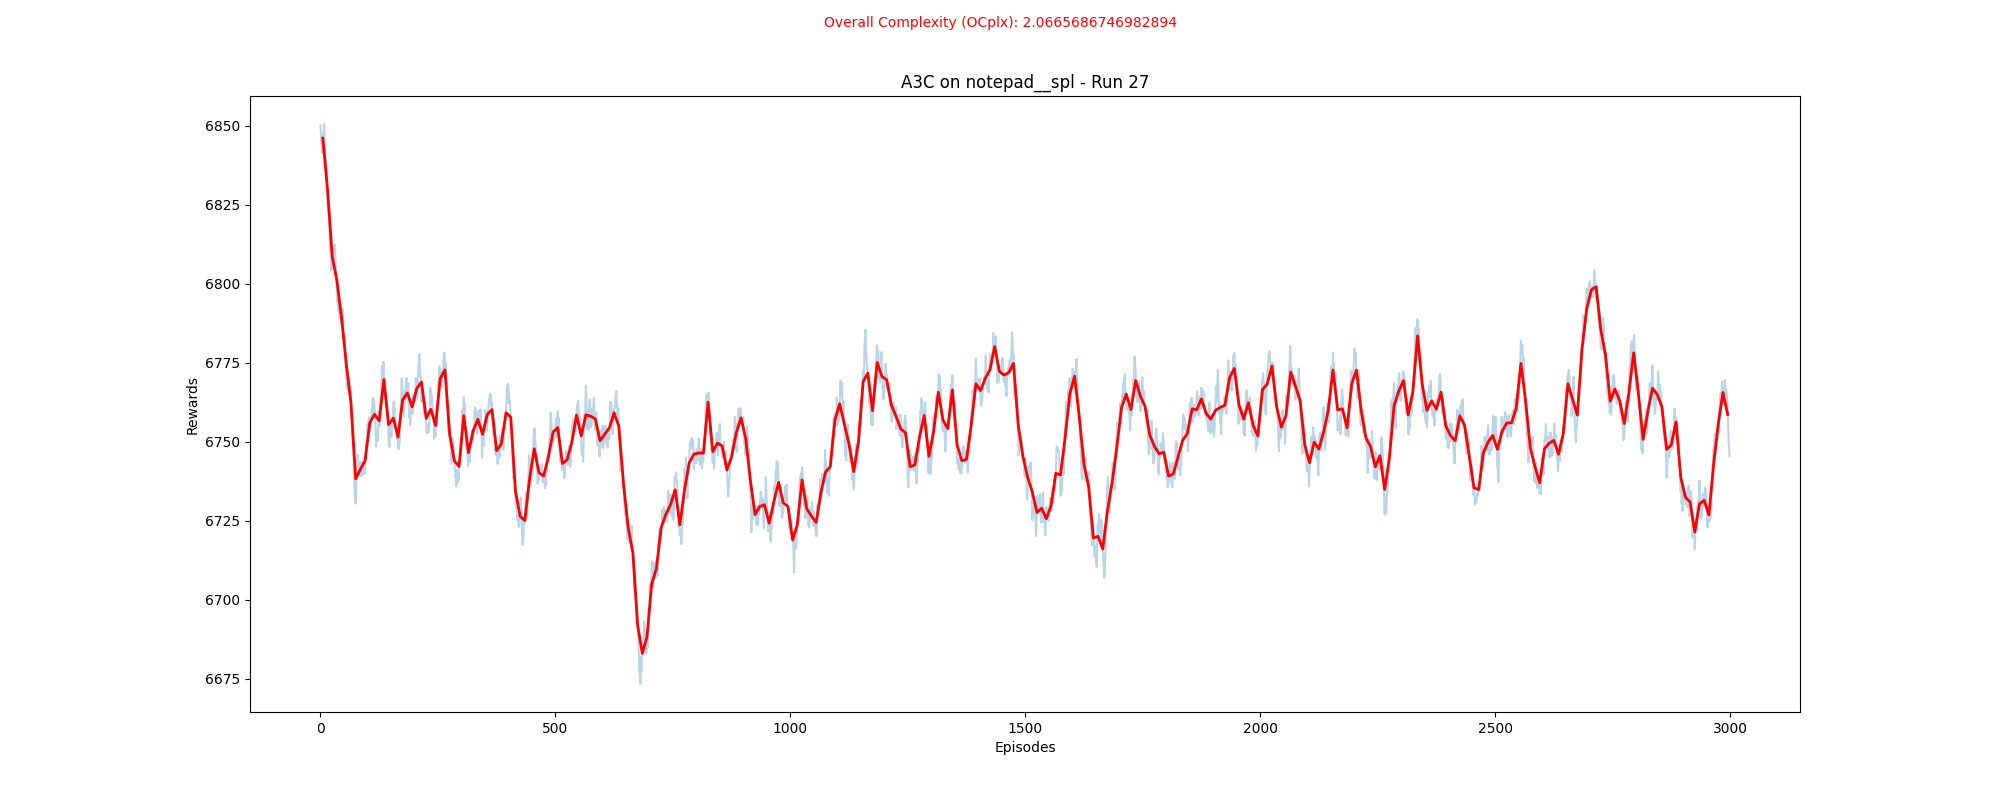 Overall Complexity (OCplx): 2.0665686746982894
A3C on notepad__spl - Run 27
6850
6825
6800
6775
6750
6725
6700
6675
Rewards
0 500 1000 1500 2000 2500 3000
Episodes